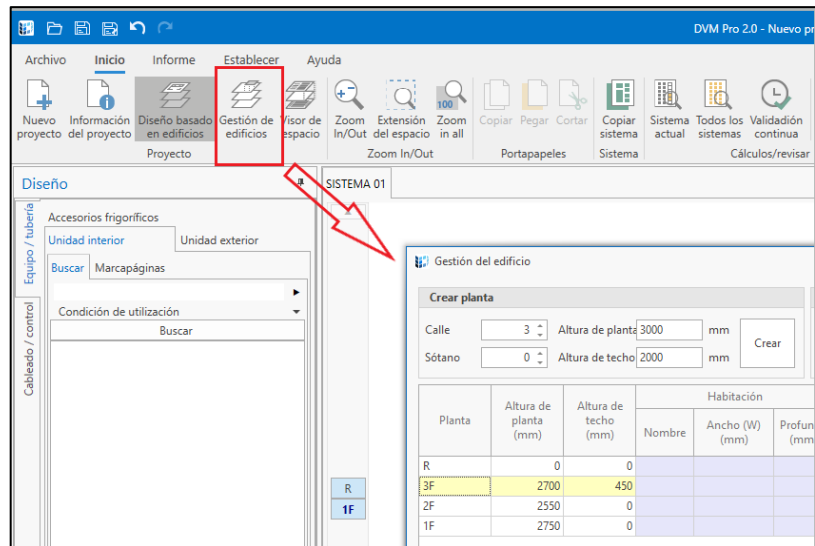 DVM Pro 2.0 - Nuevo pr
Archivo Inicio Informe Establecer Ayuda
Nuevo proyecto
Información del proyecto
Diseño basado en edificios
Gestión de edificios
Visor de espacio
Zoom In/Out
Extensión del espacio
100
Zoom in all
Copiar Pegar Cortar
Copiar sistema
Sistema actual
Todos los sistemas
Validadión continua
Proyecto Zoom In/Out Portapapeles Sistema Cálculos/revisar
Diseño
SISTEMA 01
Equipo / tubería
Cableado / control
Accesorios frigoríficos
Unidad interior Unidad exterior
Buscar Marcapáginas
Condición de utilización
Buscar
R
1F
Gestión del edificio
Crear planta
Calle 3 Altura de planta 3000 mm
Crear
Sótano 0 Altura de techo 2000 mm
Habitación
Planta
Altura de planta (mm)
Altura de techo (mm)
Nombre
Ancho (W) (mm)
Profun (mm
R 0 0
3F 2700 450
2F 2550 0
1F 2750 0